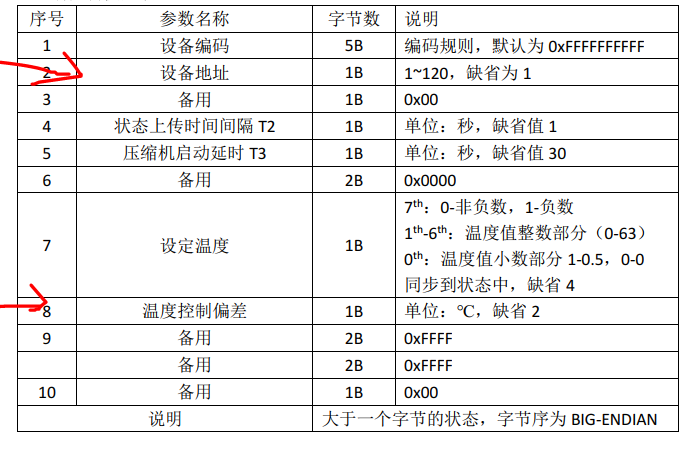 序号 参数名称 字节数 说明
1 设备编码 5B 编码规则，默认为 0xFFFFFFFFFF
2 设备地址 1B 1~120，缺省为 1
3 备用 1B 0x00
4 状态上传时间间隔 T2 1B 单位：秒，缺省值 1
5 压缩机启动延时 T3 1B 单位：秒，缺省值 30
6 备用 2B 0x0000
7 设定温度 1B 7th：0-非负数，1-负数
1th-6th：温度值整数部分（0-63）
0th：温度值小数部分 1-0.5，0-0
同步到状态中，缺省 4
8 温度控制偏差 1B 单位：℃，缺省 2
9 备用 2B 0xFFFF
备用 2B 0xFFFF
10 备用 1B 0x00
说明 大于一个字节的状态，字节序为 BIG-ENDIAN